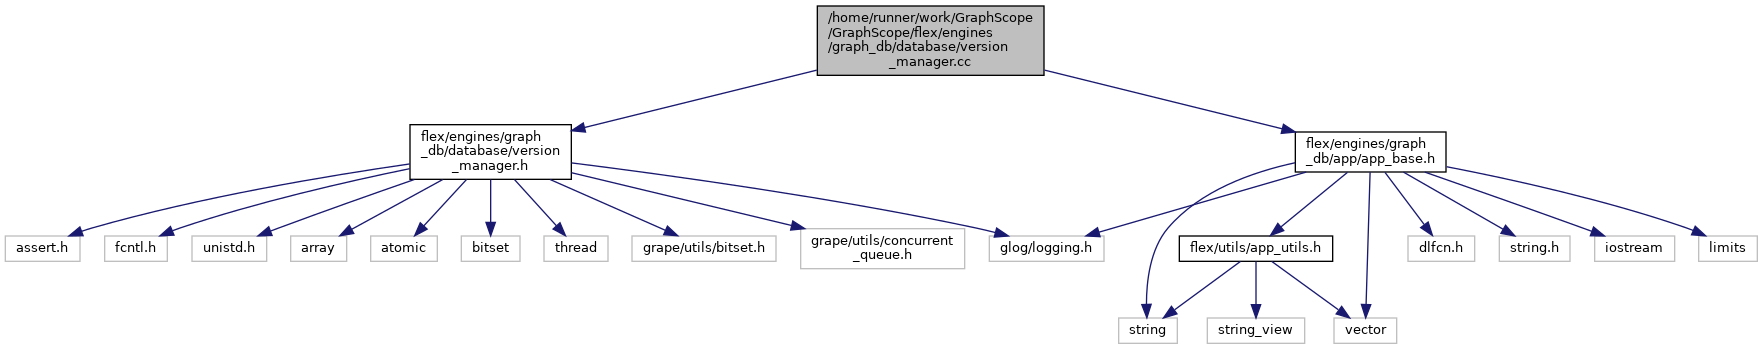 /home/runner/work/GraphScope
/GraphScope/flex/engines
/graph_db/database/version
_manager.cc
flex/engines/graph
_db/database/version
_manager.h
flex/engines/graph
_db/app/app_base.h
assert.h
fcntl.h
unistd.h
array
atomic
bitset
thread
grape/utils/bitset.h
grape/utils/concurrent
_queue.h
glog/logging.h
flex/utils/app_utils.h
dlfcn.h
string.h
iostream
limits
string
string_view
vector